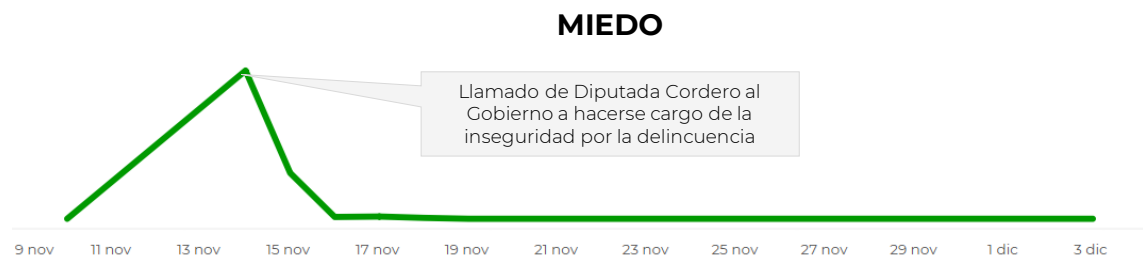 MIEDO
Llamado de Diputada Cordero al
Gobierno a hacerse cargo de la
inseguridad por la delincuencia
9 nov 11 nov 13 nov 15 nov 17 nov 19 nov 21 nov 23 nov 25 nov 27 nov 29 nov 1 dic 3 dic